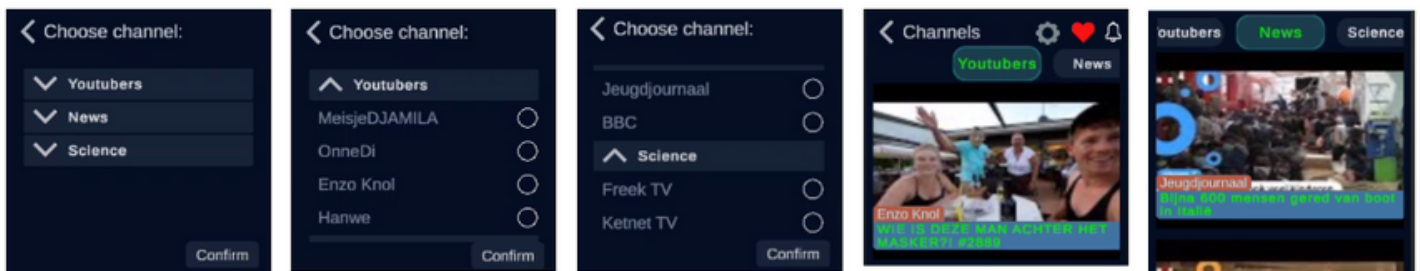 Choose channel:
Youtubers
News
Science
Confirm
Choose channel:
Youtubers
MeisjeDJAMILA
OnneDi
Enzo Knol
Hanwe
Confirm
Choose channel:
Jeugdjournaal
BBC
Science
Freek TV
Ketnet TV
Confirm
Channels
Youtubers News
Enzo Knol
WIE IS DEZE MAN ACHTER HET
MASKER?! #2889
outubers News Science
Jeugdjournaal
Bijna 600 mensen gered van boot
in Italië